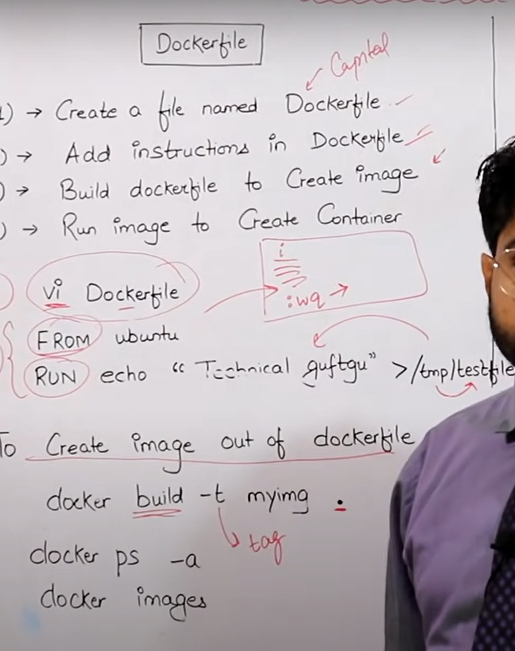 Dockerfile
Capital
1) → Create a file named Dockerfile
) → Add instructions in Dockerfile
) → Build dockerfile to Create image
) → Run image to Create Container
i
:wq →
vi Dockerfile
FROM ubuntu
RUN echo “Technical guftgu” >/tmp/testfile
To Create image out of dockerfile
docker build -t myimg .
tag
docker ps -a
docker images